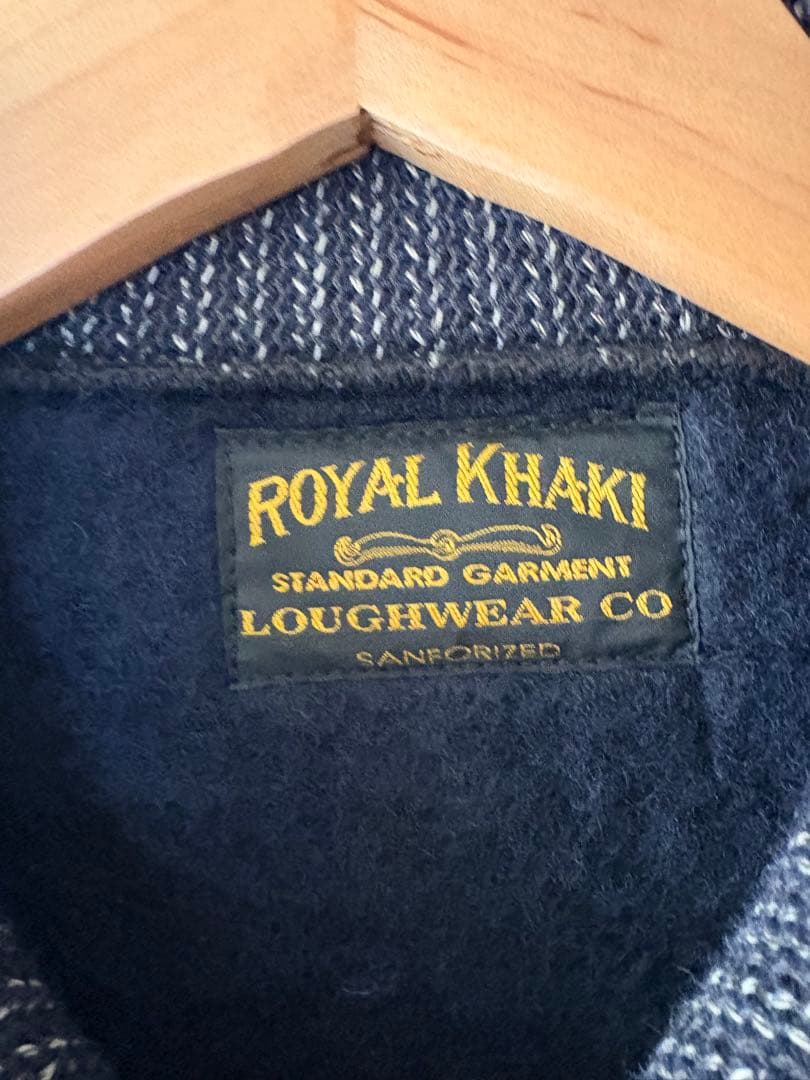 ROYAL KHAKI
STANDARD GARMENT
LOUGHWEAR CO
SANFORIZED